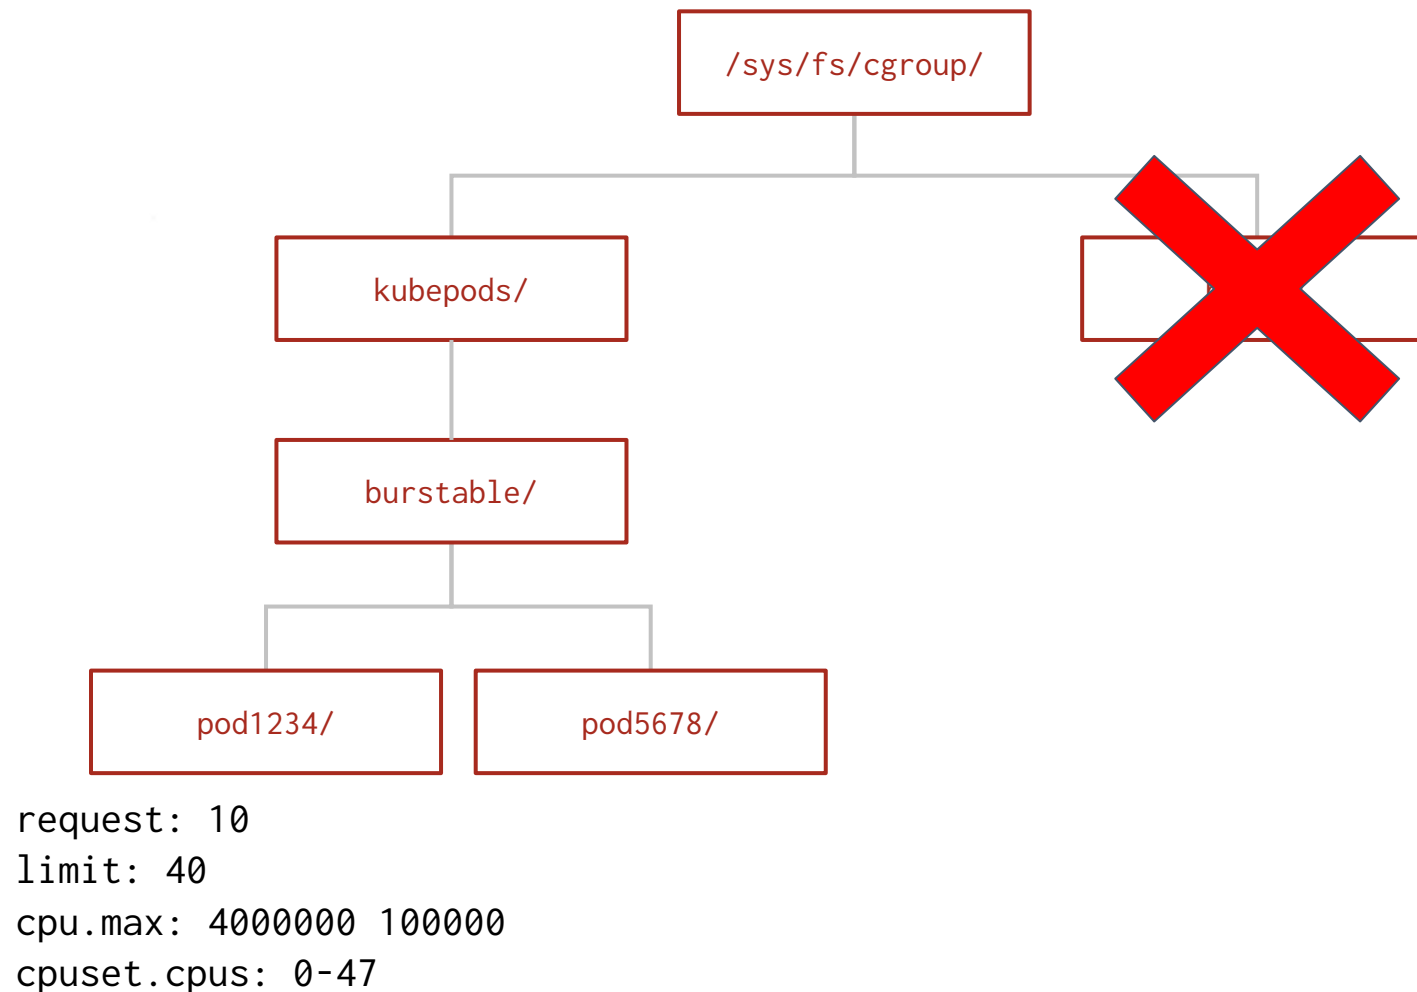 /sys/fs/cgroup/
kubepods/
burstable/
pod1234/
pod5678/
request: 10
limit: 40
cpu.max: 4000000 100000
cpuset.cpus: 0-47